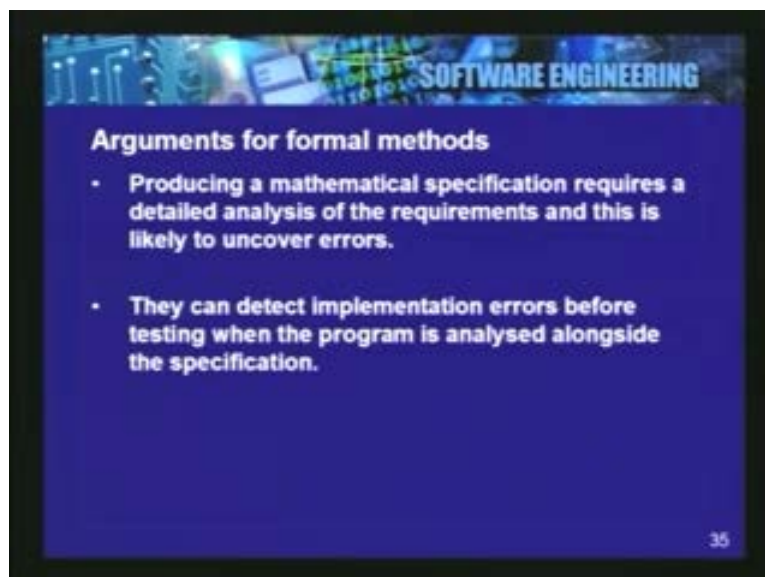 SOFTWARE ENGINEERING
Arguments for formal methods
• Producing a mathematical specification requires a
detailed analysis of the requirements and this is
likely to uncover errors.
• They can detect implementation errors before
testing when the program is analysed alongside
the specification.
35